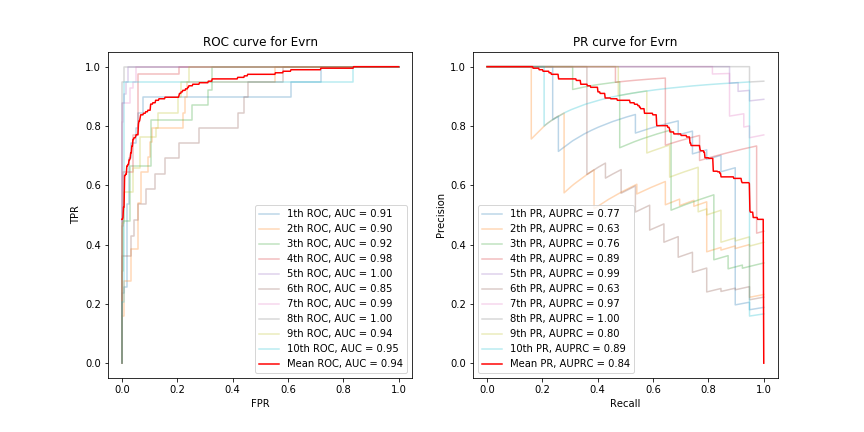 ROC curve for Evrn
1.0
0.8
0.6
0.4
0.2
0.0
TPR
0.0 0.2 0.4 0.6 0.8 1.0
FPR
1th ROC, AUC = 0.91
2th ROC, AUC = 0.90
3th ROC, AUC = 0.92
4th ROC, AUC = 0.98
5th ROC, AUC = 1.00
6th ROC, AUC = 0.85
7th ROC, AUC = 0.99
8th ROC, AUC = 1.00
9th ROC, AUC = 0.94
10th ROC, AUC = 0.95
Mean ROC, AUC = 0.94
PR curve for Evrn
1.0
0.8
0.6
0.4
0.2
0.0
Precision
0.0 0.2 0.4 0.6 0.8 1.0
Recall
1th PR, AUPRC = 0.77
2th PR, AUPRC = 0.63
3th PR, AUPRC = 0.76
4th PR, AUPRC = 0.89
5th PR, AUPRC = 0.99
6th PR, AUPRC = 0.63
7th PR, AUPRC = 0.97
8th PR, AUPRC = 1.00
9th PR, AUPRC = 0.80
10th PR, AUPRC = 0.89
Mean PR, AUPRC = 0.84